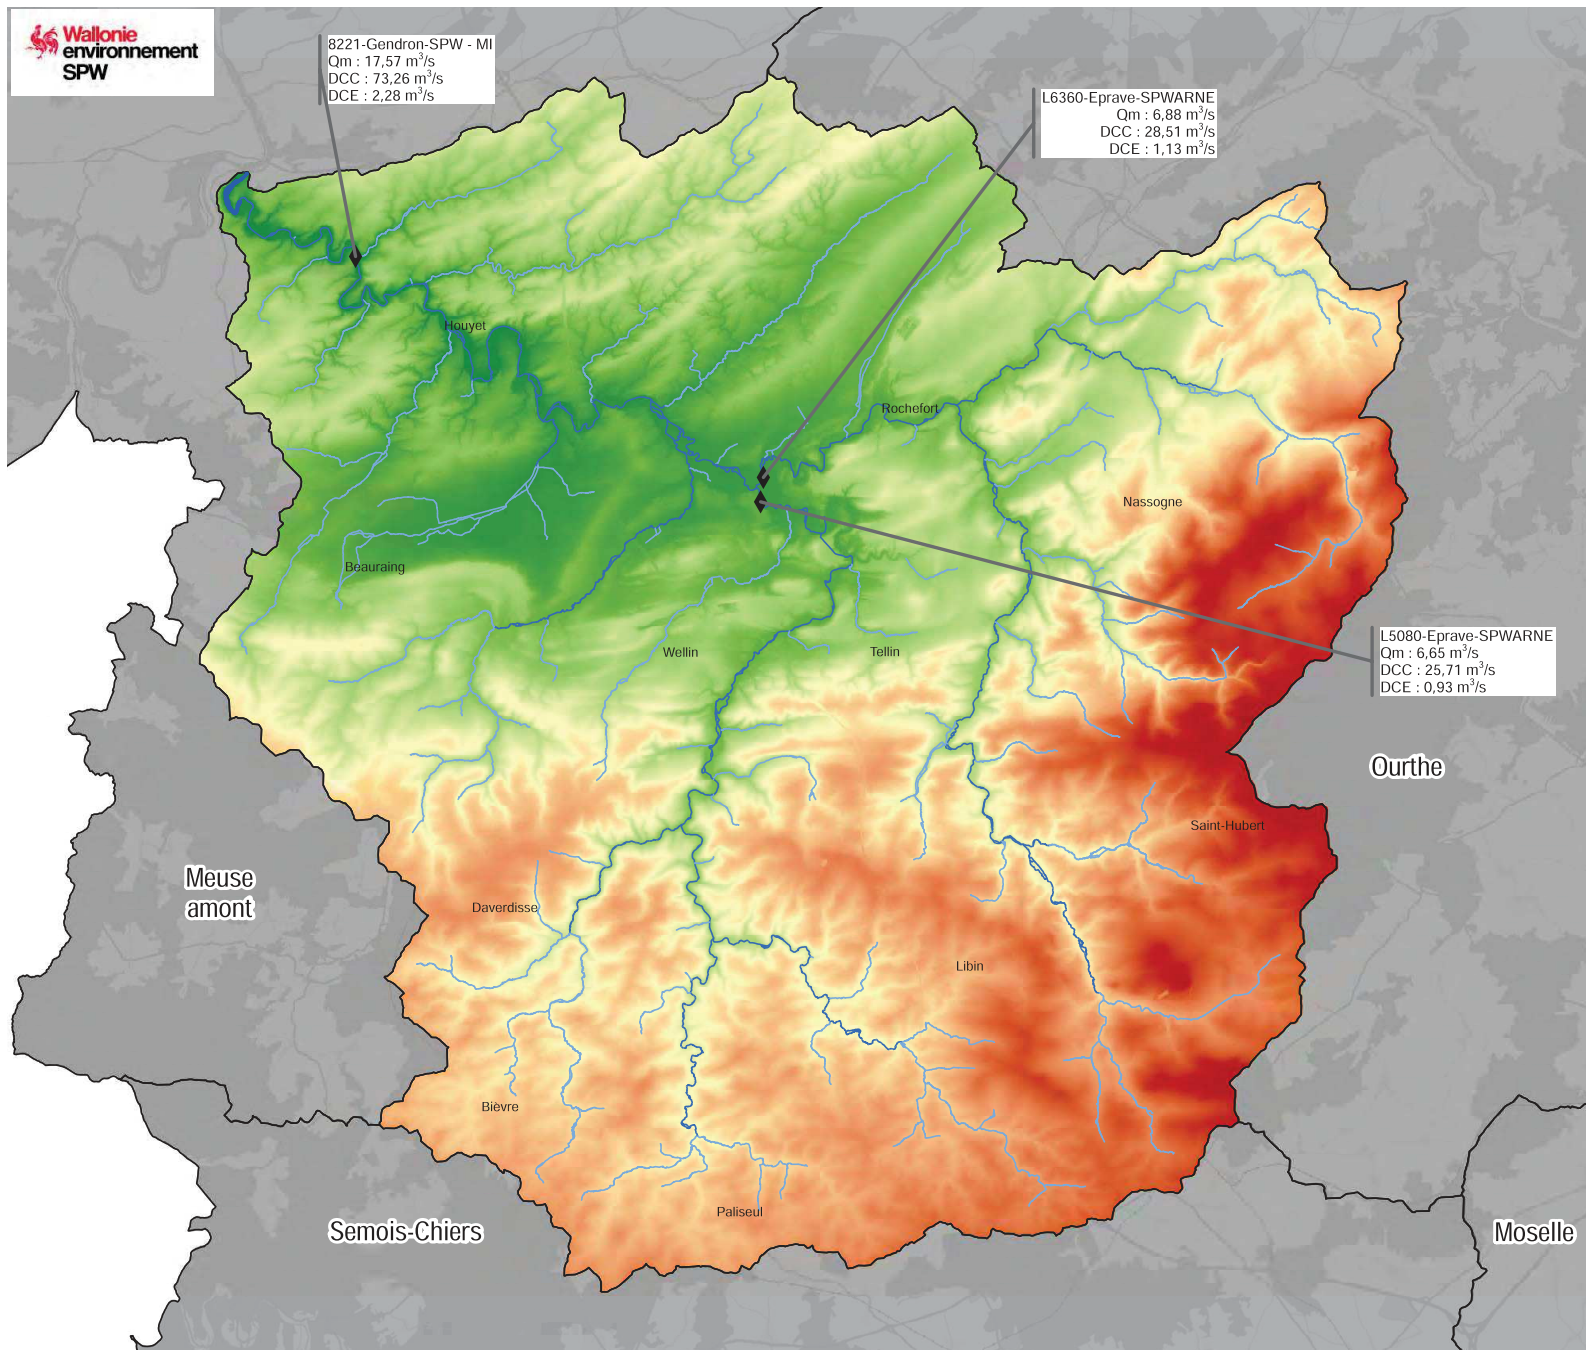 Wallonie
environnement
SPW
8221-Gendron-SPW - MI
Qm : 17,57 m³/s
DCC : 73,26 m³/s
DCE : 2,28 m³/s
L6360-Eprave-SPWARNE
Qm : 6,88 m³/s
DCC : 28,51 m³/s
DCE : 1,13 m³/s
Houyet
Rochefort
Nassogne
Beauraing
Wellin
Tellin
L5080-Eprave-SPWARNE
Qm : 6,65 m³/s
DCC : 25,71 m³/s
DCE : 0,93 m³/s
Ourthe
Saint-Hubert
Meuse
amont
Daverdisse
Libin
Bièvre
Paliseul
Semois-Chiers
Moselle